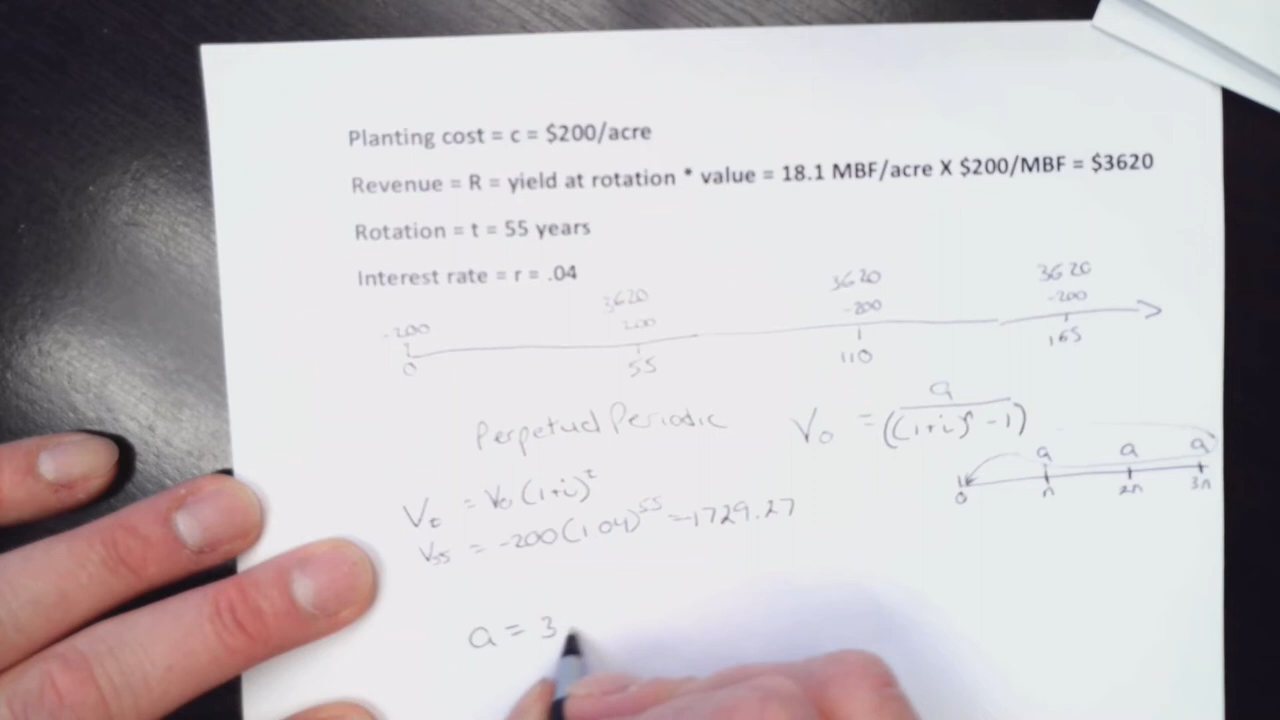 Planting cost = c = $200/acre
Revenue = R = yield at rotation * value = 18.1 MBF/acre X $200/MBF = $3620
Rotation = t = 55 years
Interest rate = r = .04
3620 3620 3620
-200 200 -200 -200
0 55 110 165
Perpetual Periodic V₀ = a / ((1+i)ⁿ - 1)
a a a
0 n 2n 3n
Vₜ = V₀(1+i)ᵗ
V₅₅ = -200(1.04)⁵⁵ = -1729.27
a = 3